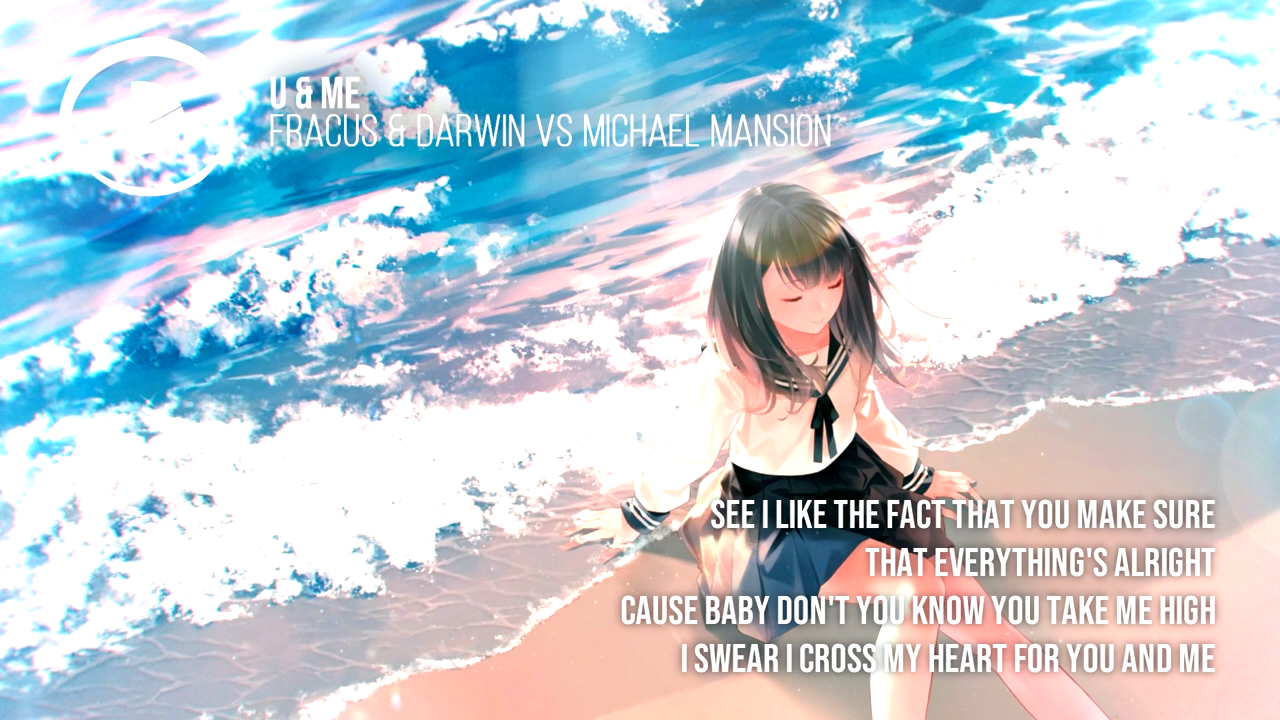 U & ME
FRACUS & DARWIN VS MICHAEL MANSION
SEE I LIKE THE FACT THAT YOU MAKE SURE
THAT EVERYTHING'S ALRIGHT
CAUSE BABY DON'T YOU KNOW YOU TAKE ME HIGH
I SWEAR I CROSS MY HEART FOR YOU AND ME